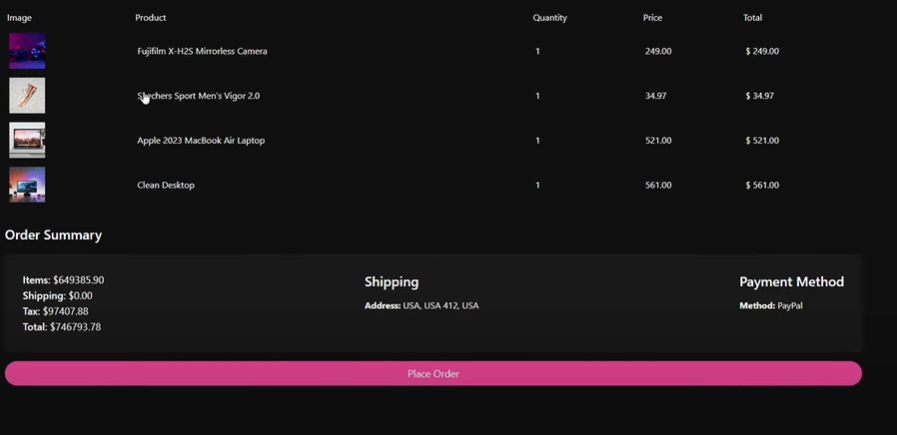 Image Product Quantity Price Total
Fujifilm X-H2S Mirrorless Camera 1 249.00 $ 249.00
Skechers Sport Men's Vigor 2.0 1 34.97 $ 34.97
Apple 2023 MacBook Air Laptop 1 521.00 $ 521.00
Clean Desktop 1 561.00 $ 561.00
Order Summary
Items: $649385.90
Shipping: $0.00
Tax: $97407.88
Total: $746793.78
Shipping
Address: USA, USA 412, USA
Payment Method
Method: PayPal
Place Order